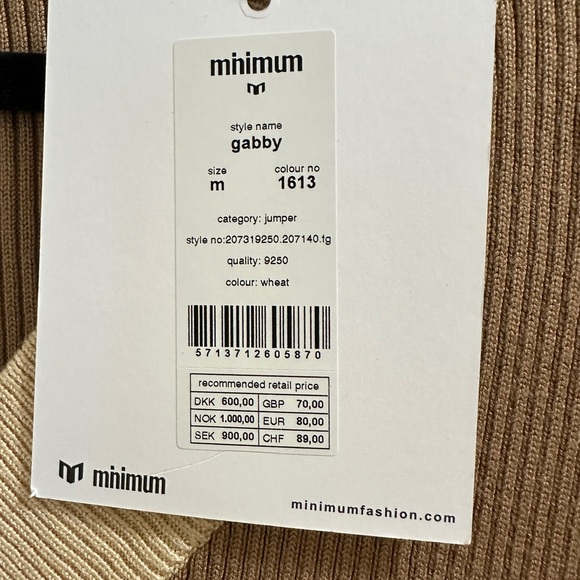 minimum
style name
gabby
size colour no
m 1613
category: jumper
style no:207319250.207140.fg
quality: 9250
colour: wheat
5713712605870
recommended retail price
DKK 600,00 GBP 70,00
NOK 1.000,00 EUR 80,00
SEK 900,00 CHF 89,00
minimum
minimumfashion.com